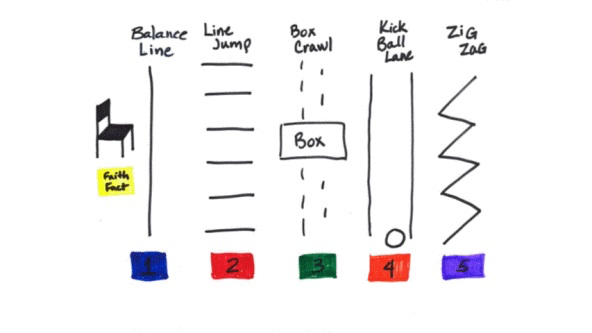 Balance
Line
Line
Jump
Box
Crawl
Kick
Ball
Lane
ZiG
ZaG
Box
Faith
Fact
1
2
3
4
5